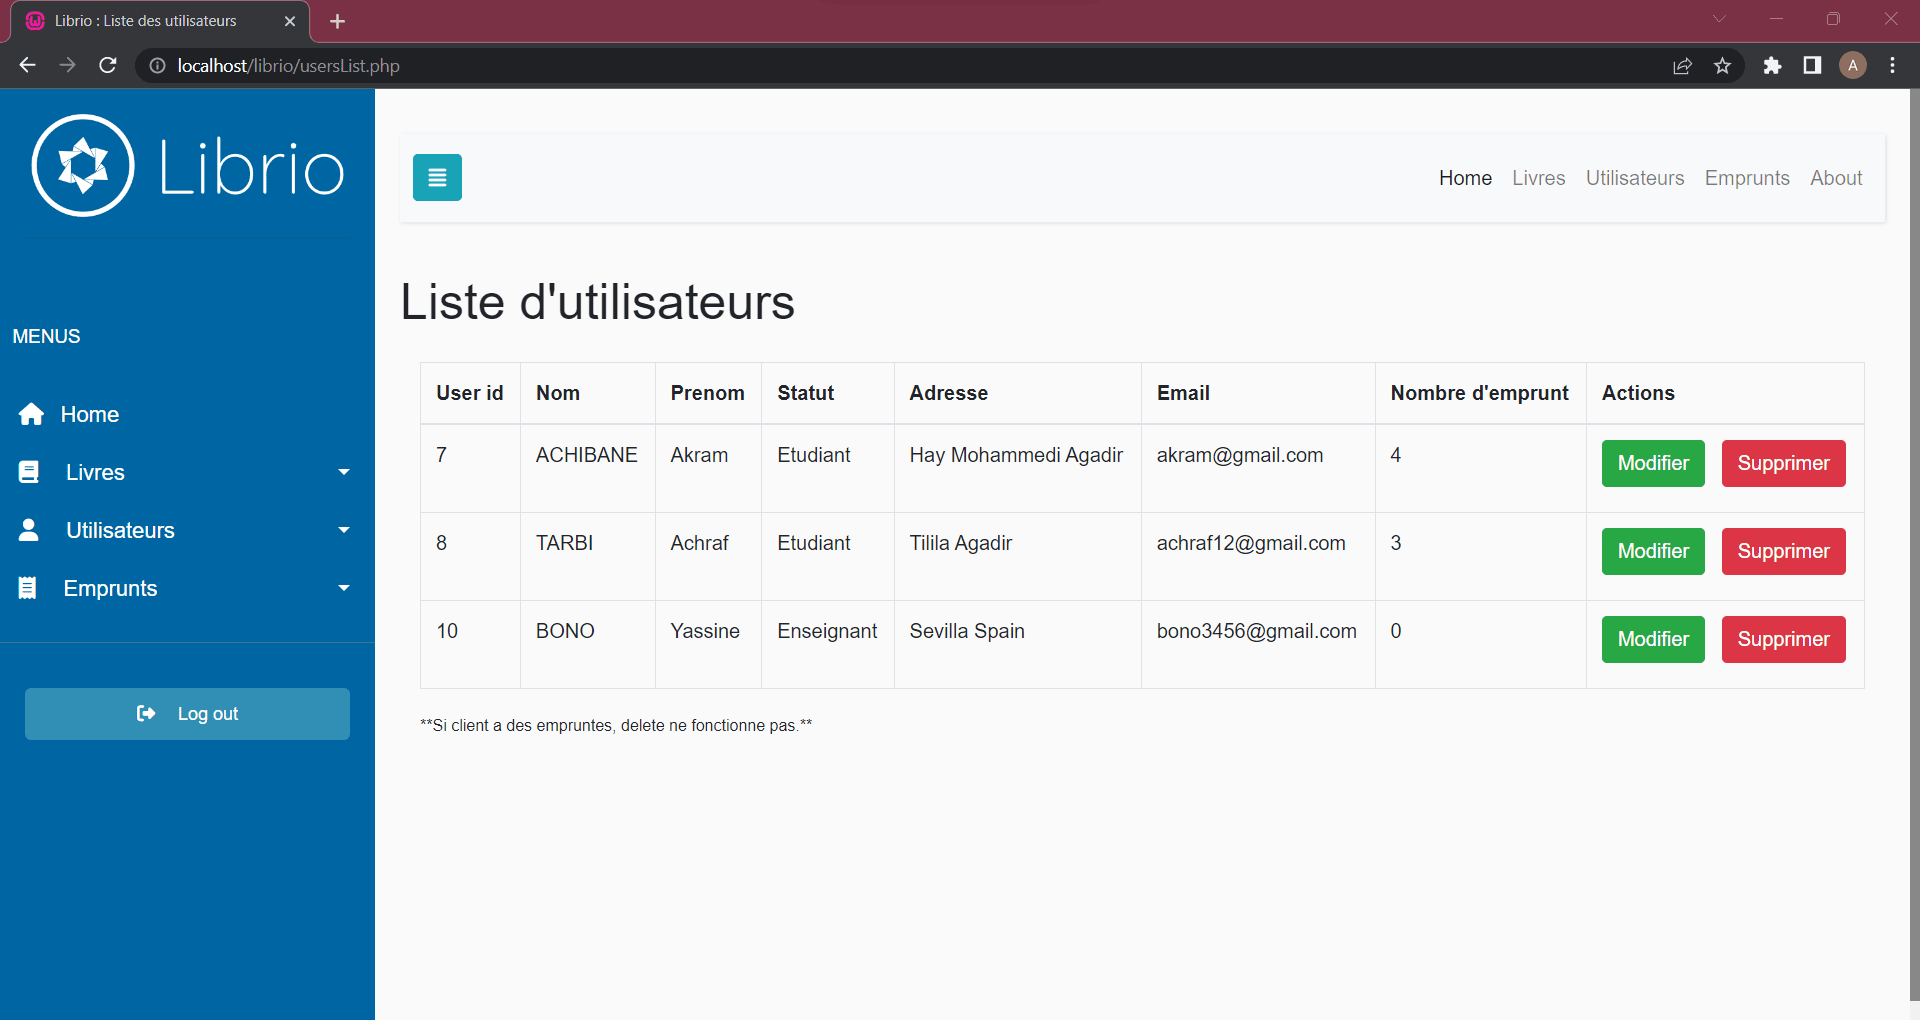 Librio : Liste des utilisateurs
localhost/librio/usersList.php
A
Librio
Home Livres Utilisateurs Emprunts About
MENUS
Home
Livres
Utilisateurs
Emprunts
Log out
Liste d'utilisateurs
User id Nom Prenom Statut Adresse Email Nombre d'emprunt Actions
7 ACHIBANE Akram Etudiant Hay Mohammedi Agadir akram@gmail.com 4 Modifier Supprimer
8 TARBI Achraf Etudiant Tilila Agadir achraf12@gmail.com 3 Modifier Supprimer
10 BONO Yassine Enseignant Sevilla Spain bono3456@gmail.com 0 Modifier Supprimer
**Si client a des empruntes, delete ne fonctionne pas.**